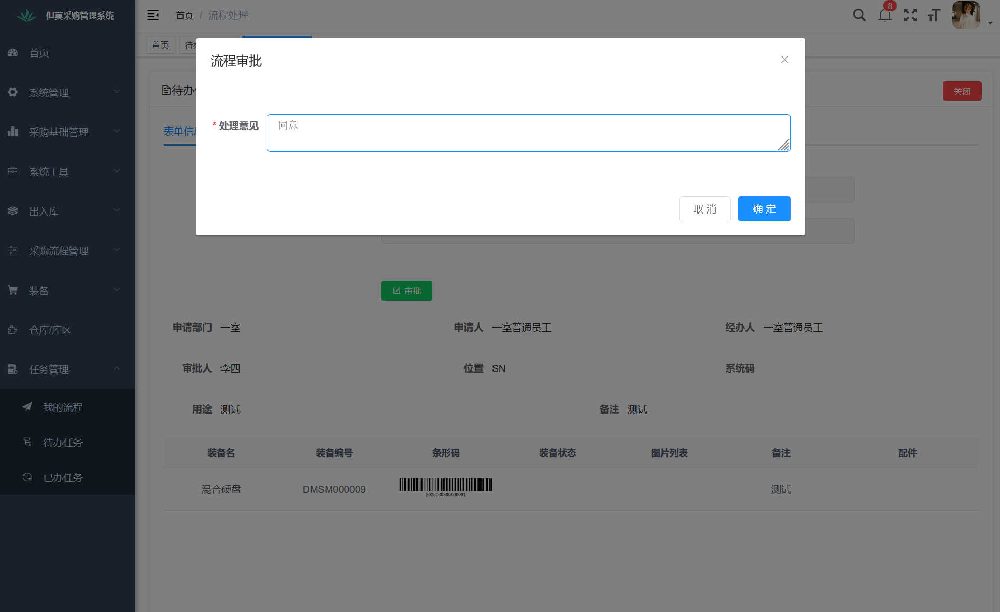 但莫采购管理系统
首页 / 流程处理
8
首页
待办
流程审批
待办任
关闭
* 处理意见 同意
表单信息
取 消
确 定
首页
系统管理
采购基础管理
系统工具
出入库
采购流程管理
装备
仓库/库区
任务管理
我的流程
待办任务
已办任务
审批
申请部门 一室 申请人 一室普通员工 经办人 一室普通员工
审批人 李四 位置 SN 系统码
用途 测试 备注 测试
装备名 装备编号 条形码 装备状态 图片列表 备注 配件
混合硬盘 DMSM000009 2025030300000001 测试